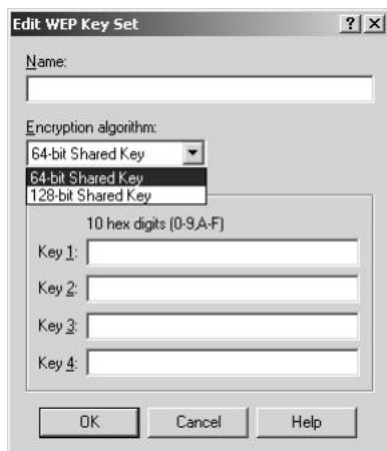 Edit WEP Key Set
? X
Name:
Encryption algorithm:
64-bit Shared Key
64-bit Shared Key
128-bit Shared Key
10 hex digits (0-9,A-F)
Key 1:
Key 2:
Key 3:
Key 4:
OK Cancel Help